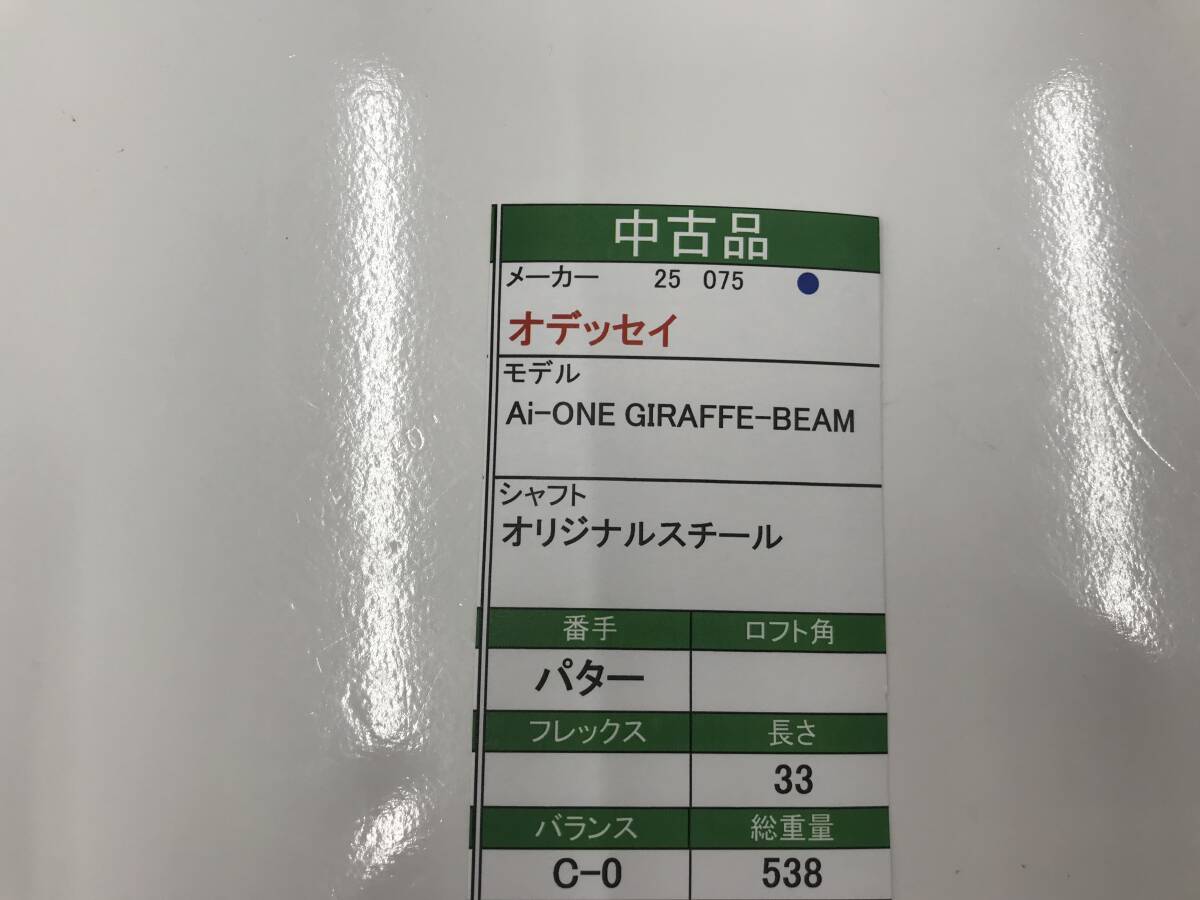 中古品
メーカー 25 075
オデッセイ
モデル
Ai-ONE GIRAFFE-BEAM
シャフト
オリジナルスチール
番手 ロフト角
パター
フレックス 長さ
33
バランス 総重量
C-0 538